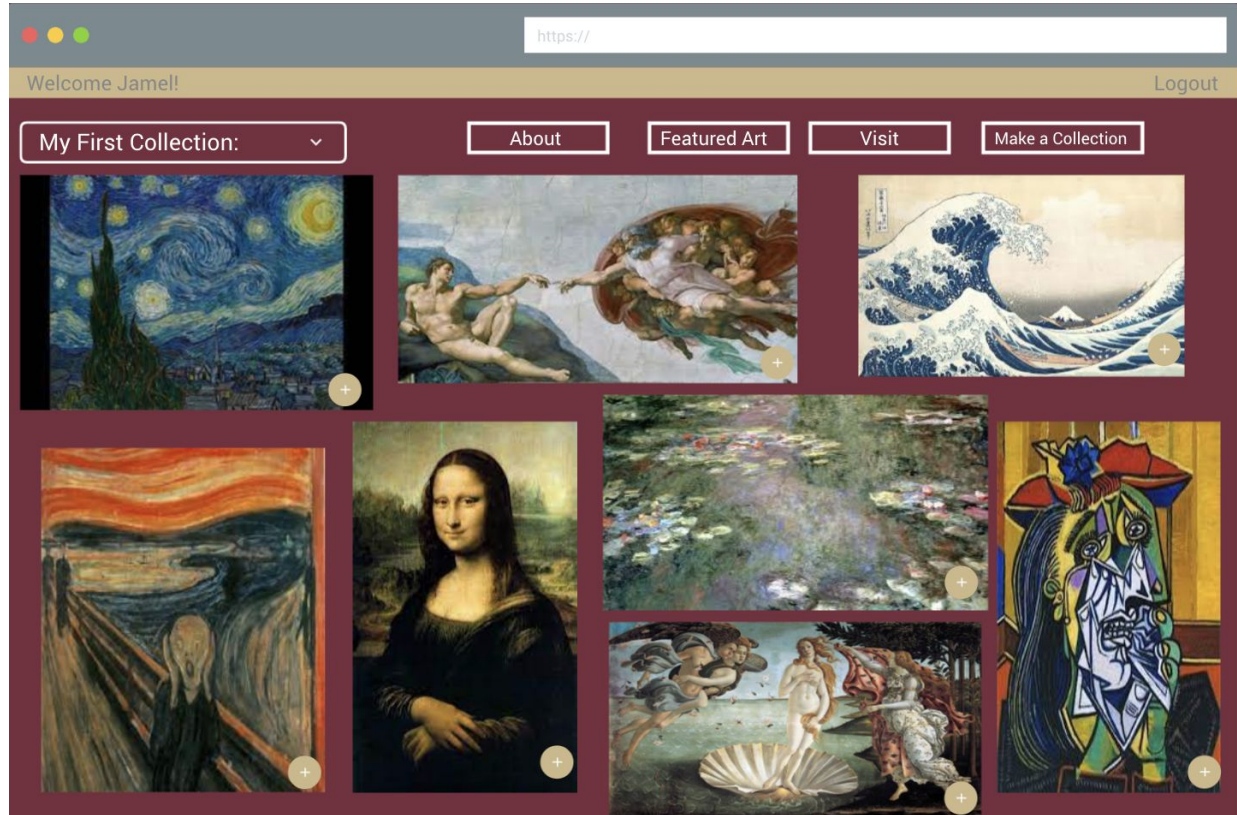 https://
Welcome Jamel!
Logout
My First Collection:
About
Featured Art
Visit
Make a Collection
+
+
+
+
+
+
+
+